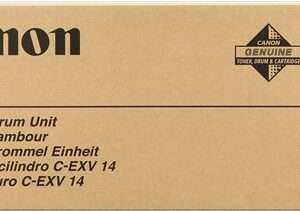 non
CANON
GENUINE
TONER, DRUM & CARTRIDGE
rum Unit
ambour
rommel Einheit
cilindro C-EXV 14
uro C-EXV 14